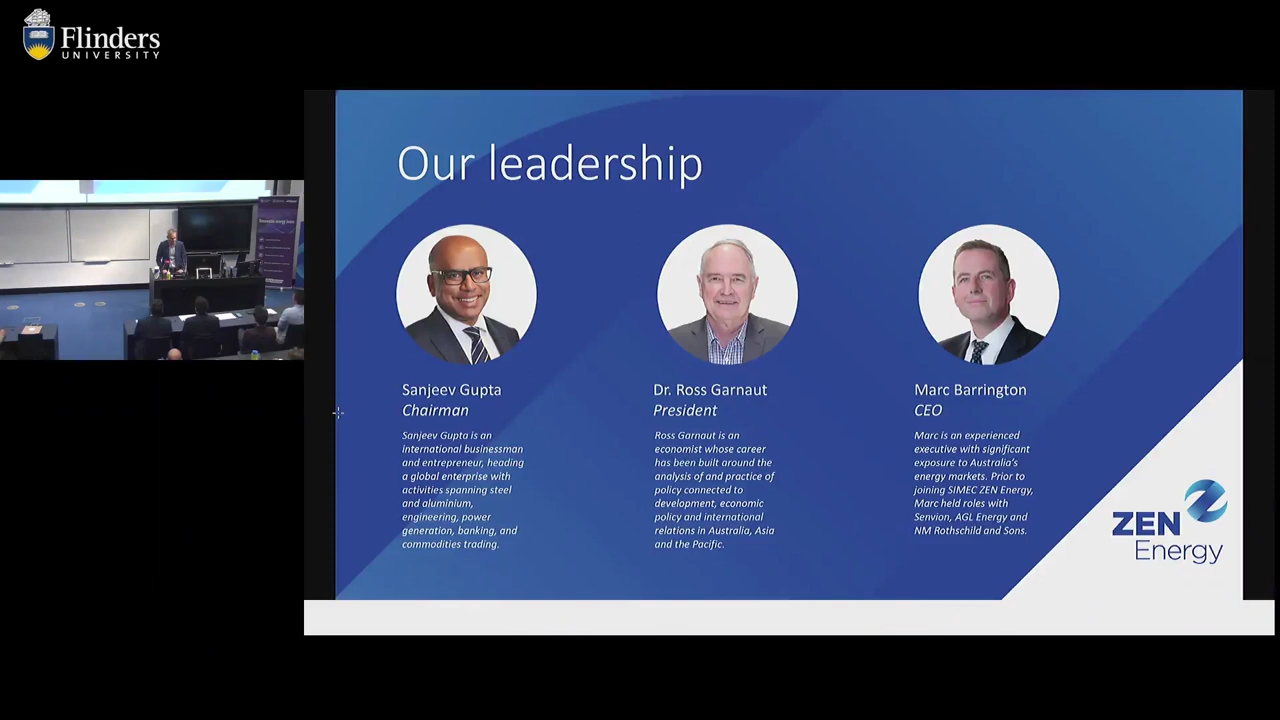 Flinders
UNIVERSITY
Our leadership
Sanjeev Gupta
Chairman
Sanjeev Gupta is an
international businessman
and entrepreneur, heading
a global enterprise with
activities spanning steel
and aluminium,
engineering, power
generation, banking, and
commodities trading.
Dr. Ross Garnaut
President
Ross Garnaut is an
economist whose career
has been built around the
analysis of and practice of
policy connected to
development, economic
policy and international
relations in Australia, Asia
and the Pacific.
Marc Barrington
CEO
Marc is an experienced
executive with significant
exposure to Australia's
energy markets. Prior to
joining SIMEC ZEN Energy,
Marc held roles with
Senvion, AGL Energy and
NM Rothschild and Sons.
ZEN
Energy